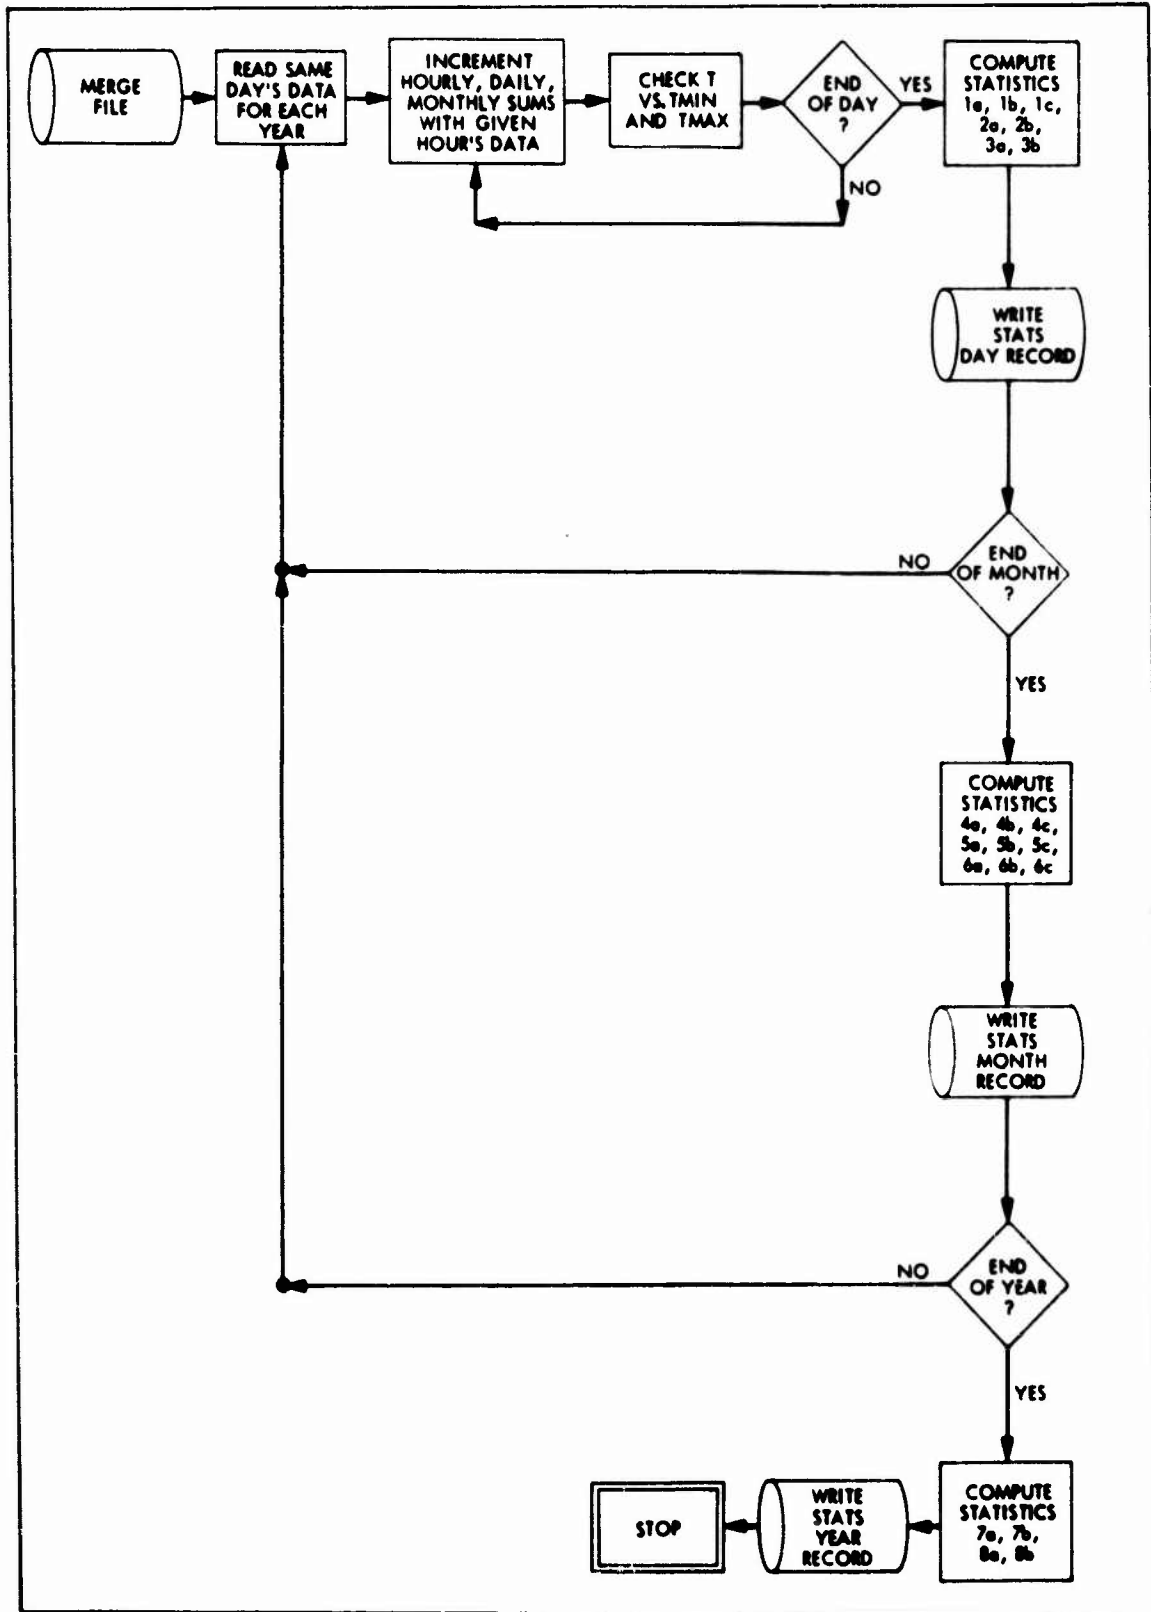 MERGE
FILE
READ SAME
DAY'S DATA
FOR EACH
YEAR
INCREMENT
HOURLY, DAILY,
MONTHLY SUMS
WITH GIVEN
HOUR'S DATA
CHECK T
VS. TMIN
AND TMAX
END
OF DAY
?
YES
NO
COMPUTE
STATISTICS
1a, 1b, 1c,
2a, 2b,
3a, 3b
WRITE
STATS
DAY RECORD
END
OF MONTH
?
NO
YES
COMPUTE
STATISTICS
4a, 4b, 4c,
5a, 5b, 5c,
6a, 6b, 6c
WRITE
STATS
MONTH
RECORD
END
OF YEAR
?
NO
YES
COMPUTE
STATISTICS
7a, 7b,
8a, 8b
WRITE
STATS
YEAR
RECORD
STOP